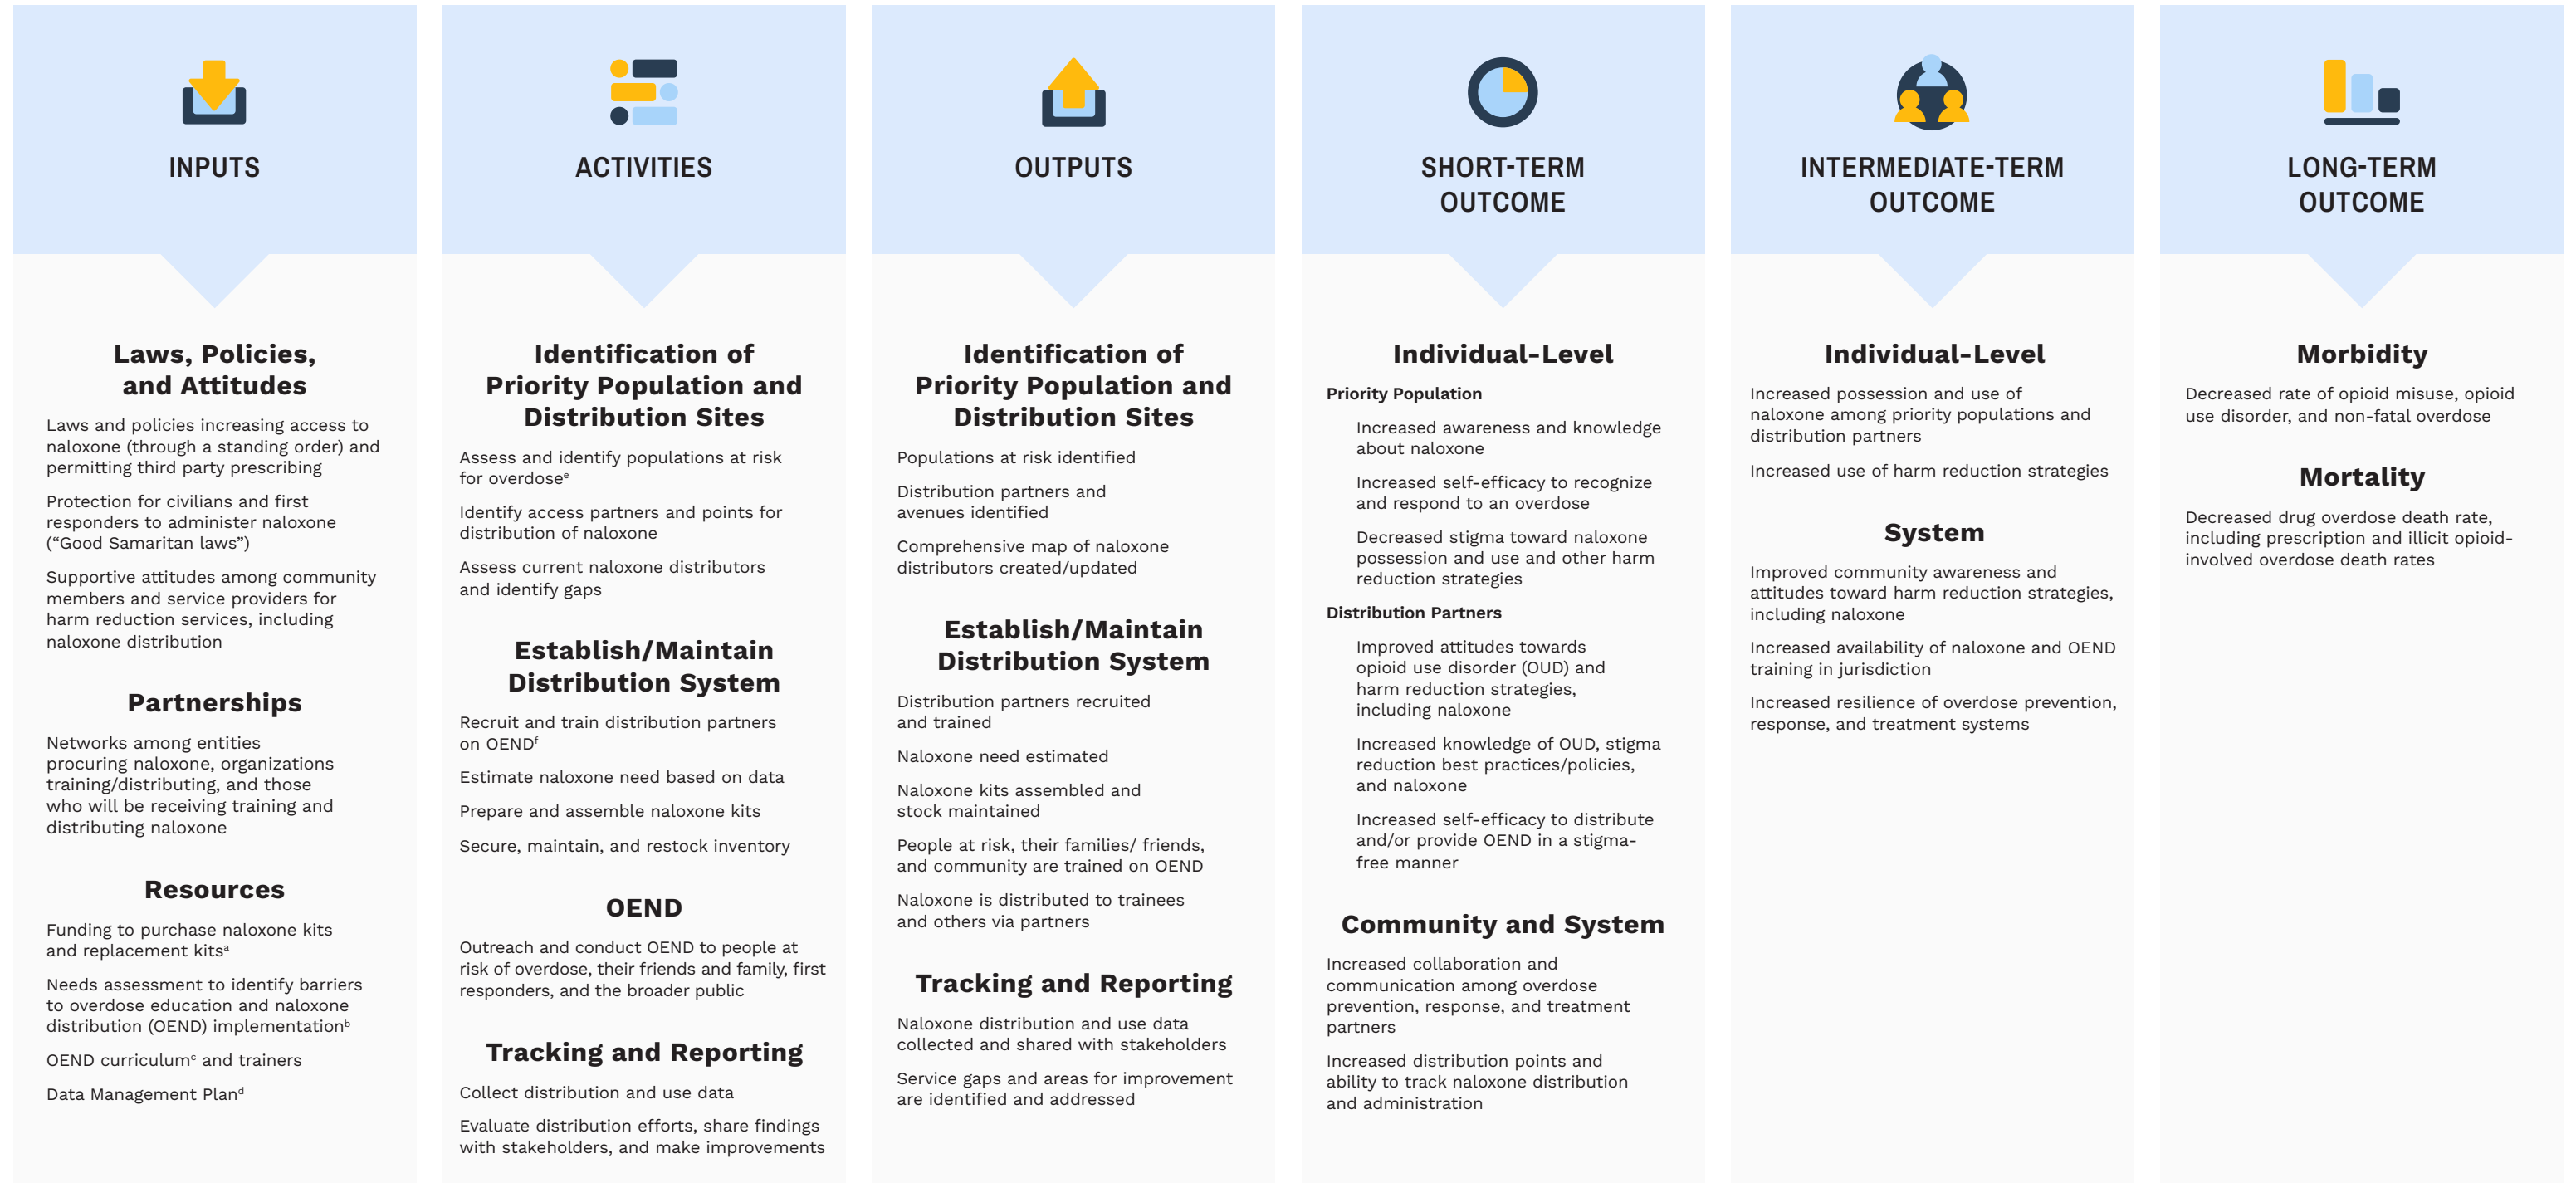 INPUTS
Laws, Policies,
and Attitudes
Laws and policies increasing access to
naloxone (through a standing order) and
permitting third party prescribing
Protection for civilians and first
responders to administer naloxone
(“Good Samaritan laws”)
Supportive attitudes among community
members and service providers for
harm reduction services, including
naloxone distribution
Partnerships
Networks among entities
procuring naloxone, organizations
training/distributing, and those
who will be receiving training and
distributing naloxone
Resources
Funding to purchase naloxone kits
and replacement kitsᵃ
Needs assessment to identify barriers
to overdose education and naloxone
distribution (OEND) implementationᵇ
OEND curriculumᶜ and trainers
Data Management Planᵈ
ACTIVITIES
Identification of
Priority Population and
Distribution Sites
Assess and identify populations at risk
for overdoseᵉ
Identify access partners and points for
distribution of naloxone
Assess current naloxone distributors
and identify gaps
Establish/Maintain
Distribution System
Recruit and train distribution partners
on OENDᶠ
Estimate naloxone need based on data
Prepare and assemble naloxone kits
Secure, maintain, and restock inventory
OEND
Outreach and conduct OEND to people at
risk of overdose, their friends and family, first
responders, and the broader public
Tracking and Reporting
Collect distribution and use data
Evaluate distribution efforts, share findings
with stakeholders, and make improvements
OUTPUTS
Identification of
Priority Population and
Distribution Sites
Populations at risk identified
Distribution partners and
avenues identified
Comprehensive map of naloxone
distributors created/updated
Establish/Maintain
Distribution System
Distribution partners recruited
and trained
Naloxone need estimated
Naloxone kits assembled and
stock maintained
People at risk, their families/ friends,
and community are trained on OEND
Naloxone is distributed to trainees
and others via partners
Tracking and Reporting
Naloxone distribution and use data
collected and shared with stakeholders
Service gaps and areas for improvement
are identified and addressed
SHORT-TERM
OUTCOME
Individual-Level
Priority Population
Increased awareness and knowledge
about naloxone
Increased self-efficacy to recognize
and respond to an overdose
Decreased stigma toward naloxone
possession and use and other harm
reduction strategies
Distribution Partners
Improved attitudes towards
opioid use disorder (OUD) and
harm reduction strategies,
including naloxone
Increased knowledge of OUD, stigma
reduction best practices/policies,
and naloxone
Increased self-efficacy to distribute
and/or provide OEND in a stigma-
free manner
Community and System
Increased collaboration and
communication among overdose
prevention, response, and treatment
partners
Increased distribution points and
ability to track naloxone distribution
and administration
INTERMEDIATE-TERM
OUTCOME
Individual-Level
Increased possession and use of
naloxone among priority populations and
distribution partners
Increased use of harm reduction strategies
System
Improved community awareness and
attitudes toward harm reduction strategies,
including naloxone
Increased availability of naloxone and OEND
training in jurisdiction
Increased resilience of overdose prevention,
response, and treatment systems
LONG-TERM
OUTCOME
Morbidity
Decreased rate of opioid misuse, opioid
use disorder, and non-fatal overdose
Mortality
Decreased drug overdose death rate,
including prescription and illicit opioid-
involved overdose death rates